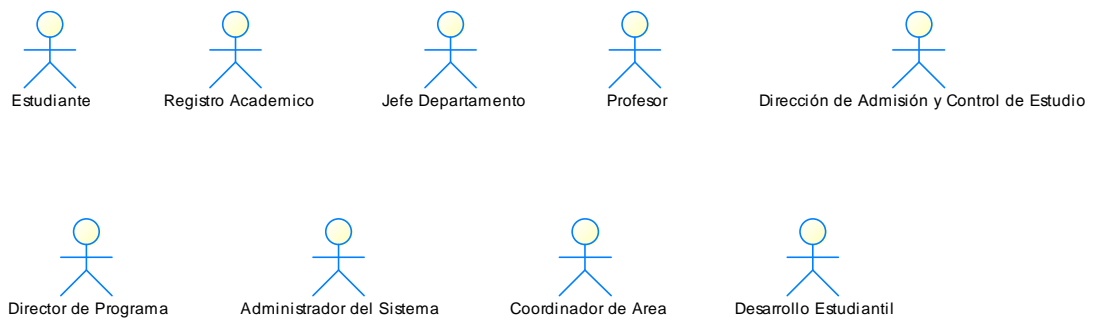 Estudiante
Registro Academico
Jefe Departamento
Profesor
Dirección de Admisión y Control de Estudio
Director de Programa
Administrador del Sistema
Coordinador de Area
Desarrollo Estudiantil